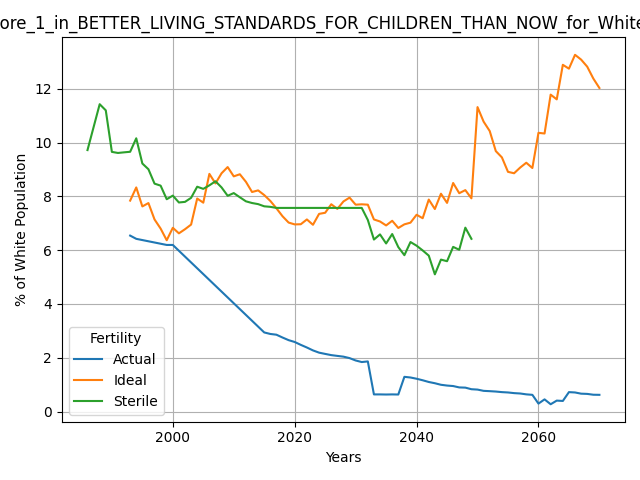 ore_1_in_BETTER_LIVING_STANDARDS_FOR_CHILDREN_THAN_NOW_for_White
% of White Population
12
10
8
6
4
2
0
Fertility
Actual
Ideal
Sterile
2000
2020
2040
2060
Years